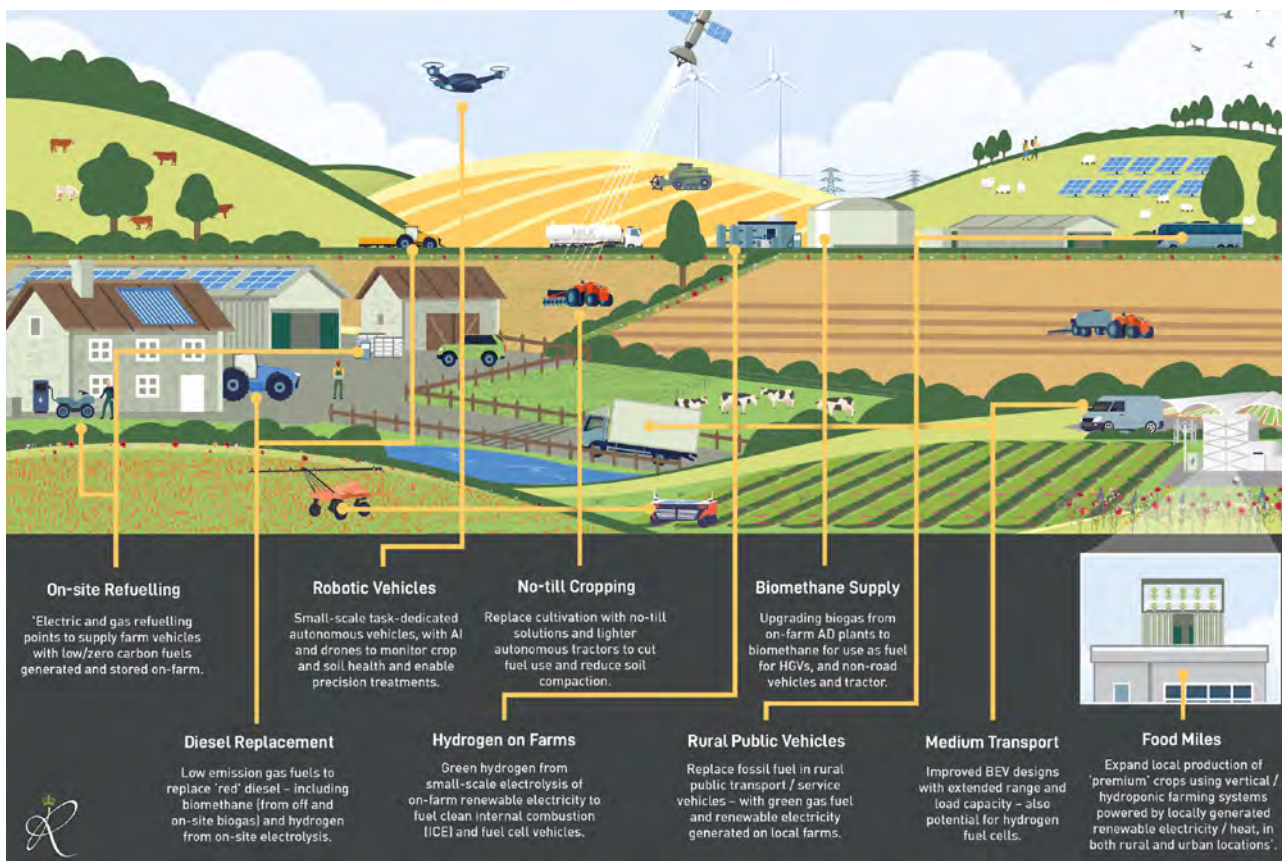 MILK
On-site Refuelling
'Electric and gas refuelling
points to supply farm vehicles
with low/zero carbon fuels
generated and stored on-farm.
Robotic Vehicles
Small-scale task-dedicated
autonomous vehicles, with AI
and drones to monitor crop
and soil health and enable
precision treatments.
No-till Cropping
Replace cultivation with no-till
solutions and lighter
autonomous tractors to cut
fuel use and reduce soil
compaction.
Biomethane Supply
Upgrading biogas from
on-farm AD plants to
biomethane for use as fuel
for HGVs, and non-road
vehicles and tractor.
Diesel Replacement
Low emission gas fuels to
replace 'red' diesel – including
biomethane (from off and
on-site biogas) and hydrogen
from on-site electrolysis.
Hydrogen on Farms
Green hydrogen from
small-scale electrolysis of
on-farm renewable electricity to
fuel clean internal combustion
(ICE) and fuel cell vehicles.
Rural Public Vehicles
Replace fossil fuel in rural
public transport / service
vehicles – with green gas fuel
and renewable electricity
generated on local farms.
Medium Transport
Improved BEV designs
with extended range and
load capacity – also
potential for hydrogen
fuel cells.
Food Miles
Expand local production of
'premium' crops using vertical /
hydroponic farming systems
powered by locally generated
renewable electricity / heat, in
both rural and urban locations'.
R